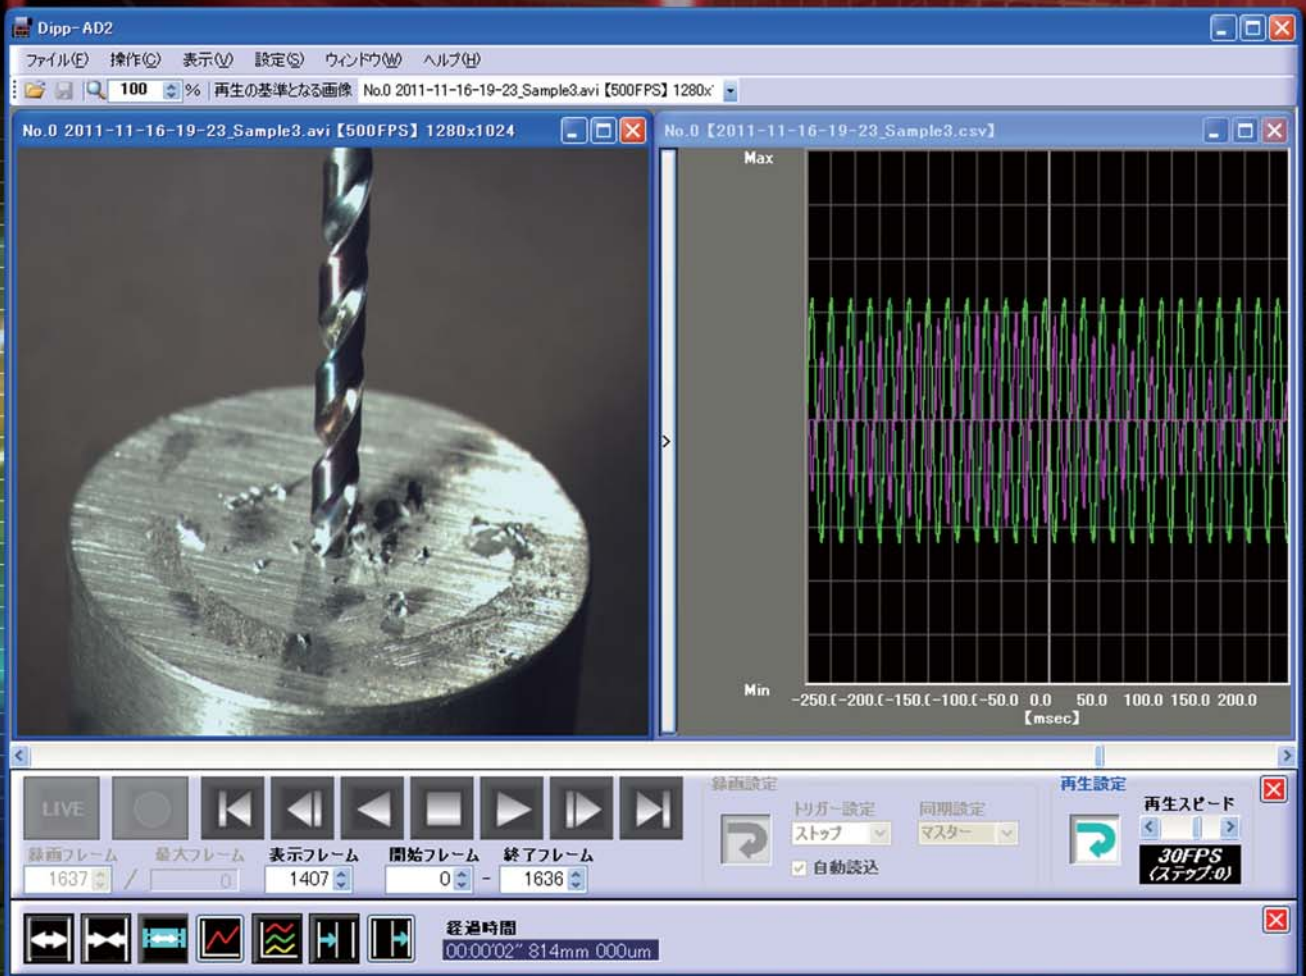 Dipp-AD2
ファイル(F) 操作(C) 表示(V) 設定(S) ウィンドウ(W) ヘルプ(H)
100 % 再生の基準となる画像 No.0 2011-11-16-19-23_Sample3.avi【500FPS】1280x
No.0 2011-11-16-19-23_Sample3.avi【500FPS】1280x1024
No.0【2011-11-16-19-23_Sample3.csv】
Max
Min
-250.( -200.( -150.( -100.( -50.0 0.0 50.0 100.0 150.0 200.0
【msec】
LIVE
録画フレーム 最大フレーム 表示フレーム 開始フレーム 終了フレーム
1637 / 0 1407 0 - 1636
録画設定
トリガー設定 同期設定
ストップ マスター
自動読込
再生設定
再生スピード
30FPS
(ステップ:0)
経過時間
00:00'02" 814mm 000um